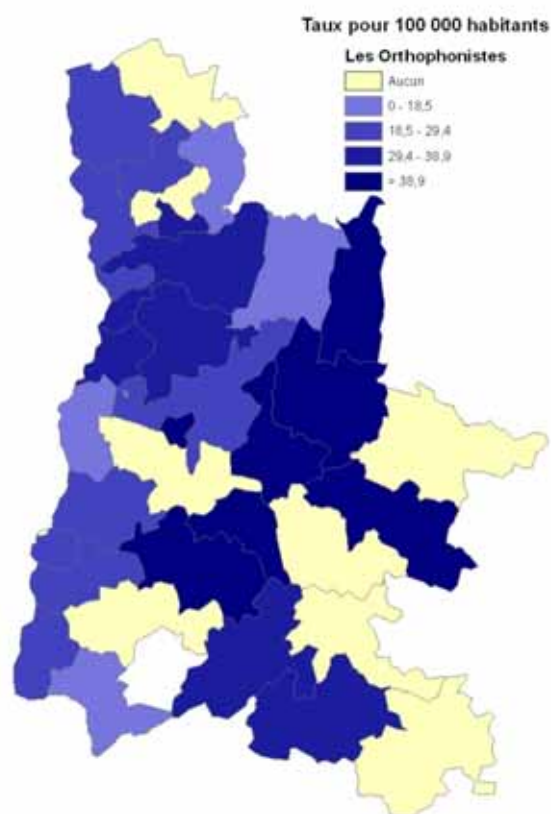 Taux pour 100 000 habitants
Les Orthophonistes
Aucun
0 - 18,5
18,5 - 29,4
29,4 - 38,9
> 38,9